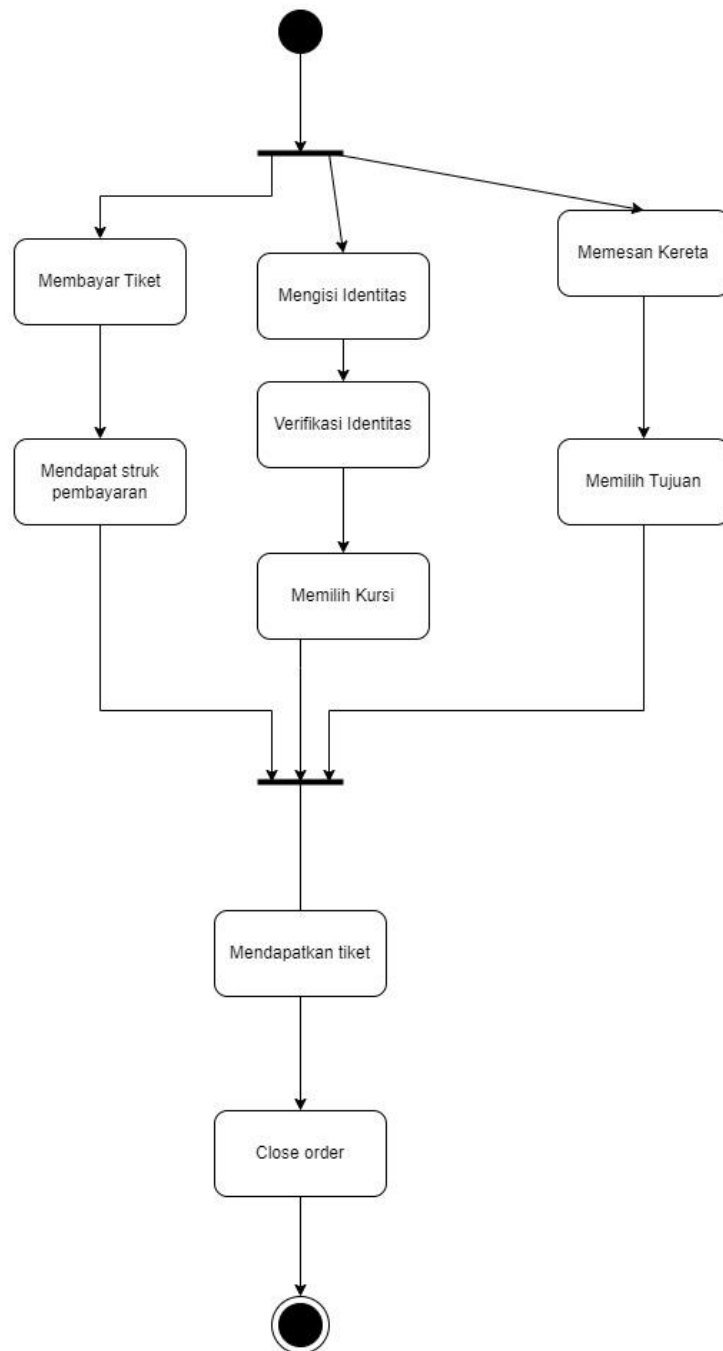 Membayar Tiket
Mengisi Identitas
Memesan Kereta
Verifikasi Identitas
Mendapat struk
pembayaran
Memilih Tujuan
Memilih Kursi
Mendapatkan tiket
Close order